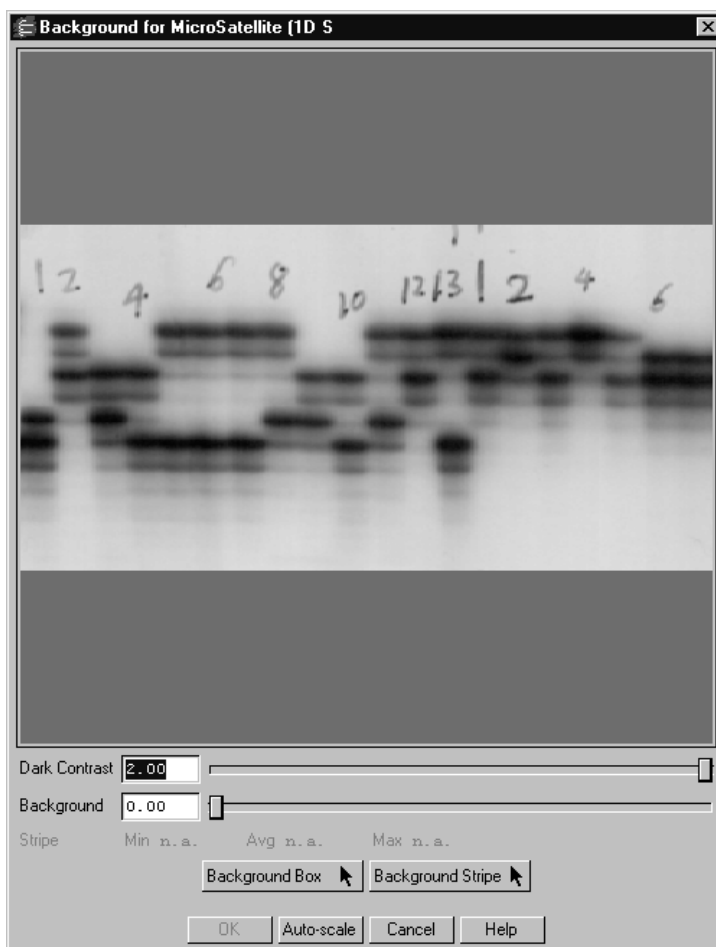 Background for MicroSatellite (1D S
1 2 4 6 8 10 12 13 1 2 4 6
Dark Contrast 2.00
Background 0.00
Stripe Min n.a. Avg n.a. Max n.a.
Background Box Background Stripe
OK Auto-scale Cancel Help